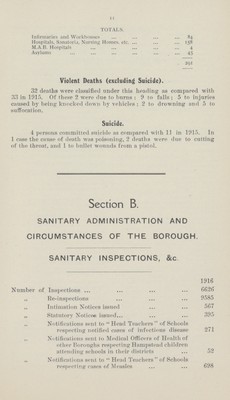 11
TOTALS.
Infirmaries and Workhouses ... ... ... ... 84
Hospitals, Sanatoria, Nursing Homes, etc. ... ... ... 138
M.A.B. Hospitals ... ... ... ... 4
Asylums ... ... ... ... 45
Violent Deaths (excluding Suicide).
32 deaths were classified under this heading as compared with
33 in 1915. Of these 2 were due to burns; 9 to falls; 5 to injuries
caused by being knocked down by vehicles; 2 to drowning and 5 to
suffocation.
Suicide.
4 persons committed suicide as compared with 11 in 1915. In
1 case the cause of death was poisoning, 2 deaths were due to cutting
of the throat, and 1 to bullet wounds from a pistol.
Section B.
SANITARY ADMINISTRATION AND
CIRCUMSTANCES OF THE BOROUGH.
SANITARY INSPECTIONS, &c.
1916
Number of Inspections ... ... ... ... 6626
„ Re-inspections ... ... ... 9585
„ Intimation Notices issued ... ... 567
„ Statutory Notices issued... ... ... 395
„ Notifications sent to "Head Teachers" of Schools
respecting notified cases of infectious disease 271
„ Notifications sent to Medical Officers of Health of
other Boroughs respecting Hampstead children
attending schools in their districts ... 52
„ Notifications sent to "Head Teachers" of Schools
respecting cases of Measles ... ... 698